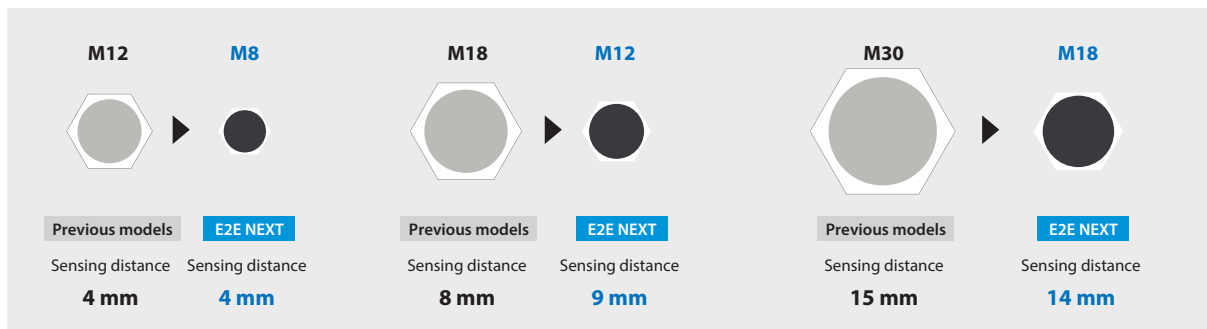 M12 M8 M18 M12 M30 M18
Previous models E2E NEXT Previous models E2E NEXT Previous models E2E NEXT
Sensing distance Sensing distance Sensing distance Sensing distance Sensing distance Sensing distance
4 mm 4 mm 8 mm 9 mm 15 mm 14 mm